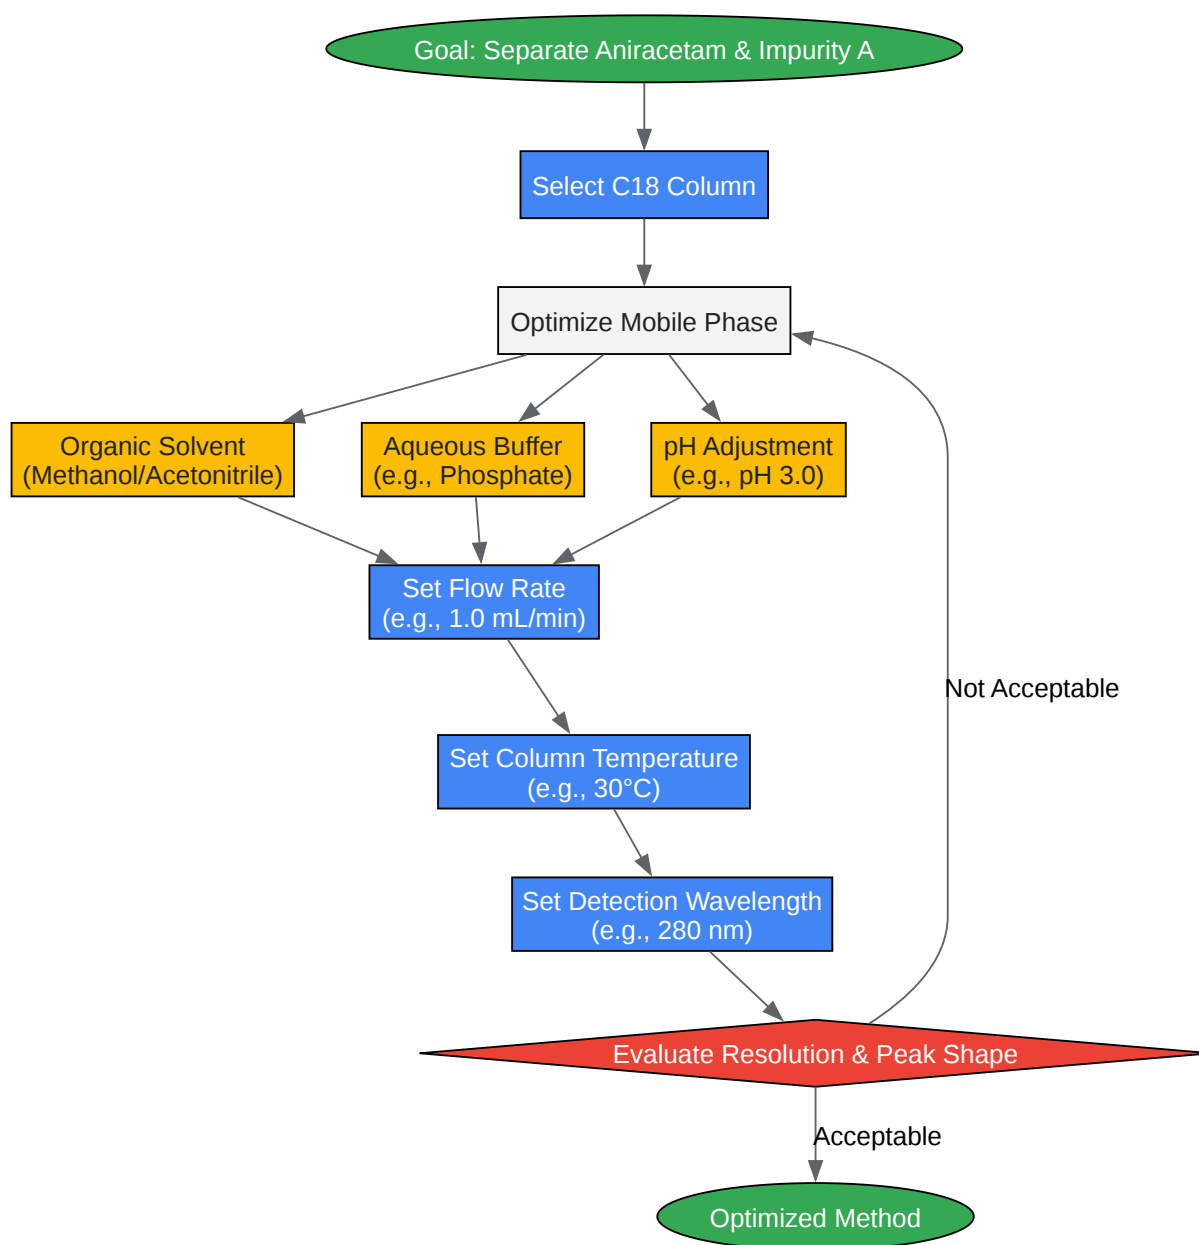 Goal: Separate Aniracetam & Impurity A
Select C18 Column
Optimize Mobile Phase
Organic Solvent
(Methanol/Acetonitrile)
Aqueous Buffer
(e.g., Phosphate)
pH Adjustment
(e.g., pH 3.0)
Set Flow Rate
(e.g., 1.0 mL/min)
Not Acceptable
Set Column Temperature
(e.g., 30°C)
Set Detection Wavelength
(e.g., 280 nm)
Evaluate Resolution & Peak Shape
Acceptable
Optimized Method